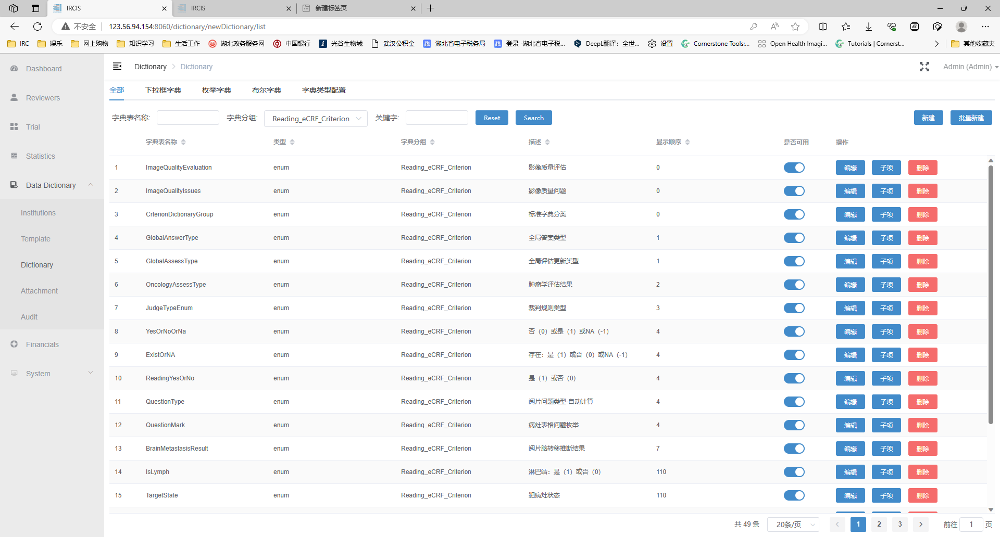 IRCIS
IRCIS
新建标签页
不安全
123.56.94.154:8060/dictionary/newDictionary/list
IRC 娱乐 网上购物 知识学习 生活工作 湖北政务服务网 中国银行 光谷生物城 武汉公积金 湖北省电子税务局 登录 -湖北省电子税... DeepL翻译：全世... 设置 Cornerstone Tools:... Open Health Imagi... Tutorials | Cornerst... 其他收藏夹
Dashboard
Reviewers
Trial
Statistics
Data Dictionary
Institutions
Template
Dictionary
Attachment
Audit
Financials
System
Dictionary > Dictionary
Admin (Admin)
全部 下拉框字典 枚举字典 布尔字典 字典类型配置
字典表名称: 字典分组: Reading_eCRF_Criterion 关键字: Reset Search 新建 批量新建
字典表名称 类型 字典分组 描述 显示顺序 是否可用 操作
1 ImageQualityEvaluation enum Reading_eCRF_Criterion 影像质量评估 0 编辑 子项 删除
2 ImageQualityIssues enum Reading_eCRF_Criterion 影像质量问题 0 编辑 子项 删除
3 CrterionDictionaryGroup enum Reading_eCRF_Criterion 标准字典分类 0 编辑 子项 删除
4 GlobalAnswerType enum Reading_eCRF_Criterion 全局答案类型 1 编辑 子项 删除
5 GlobalAssessType enum Reading_eCRF_Criterion 全局评估更新类型 1 编辑 子项 删除
6 OncologyAssessType enum Reading_eCRF_Criterion 肿瘤学评估结果 2 编辑 子项 删除
7 JudgeTypeEnum enum Reading_eCRF_Criterion 裁判规则类型 3 编辑 子项 删除
8 YesOrNoOrNa enum Reading_eCRF_Criterion 否（0）或是（1）或NA（-1） 4 编辑 子项 删除
9 ExistOrNA enum Reading_eCRF_Criterion 存在：是（1）或否（0）或NA（-1） 4 编辑 子项 删除
10 ReadingYesOrNo enum Reading_eCRF_Criterion 是（1）或否（0） 4 编辑 子项 删除
11 QuestionType enum Reading_eCRF_Criterion 阅片问题类型-自动计算 4 编辑 子项 删除
12 QuestionMark enum Reading_eCRF_Criterion 病灶表格问题枚举 4 编辑 子项 删除
13 BrainMetastasisResult enum Reading_eCRF_Criterion 阅片脑转移推断结果 7 编辑 子项 删除
14 IsLymph enum Reading_eCRF_Criterion 淋巴结：是（1）或否（0） 110 编辑 子项 删除
15 TargetState enum Reading_eCRF_Criterion 靶病灶状态 110 编辑 子项 删除
共 49 条 20条/页 1 2 3 前往 1 页